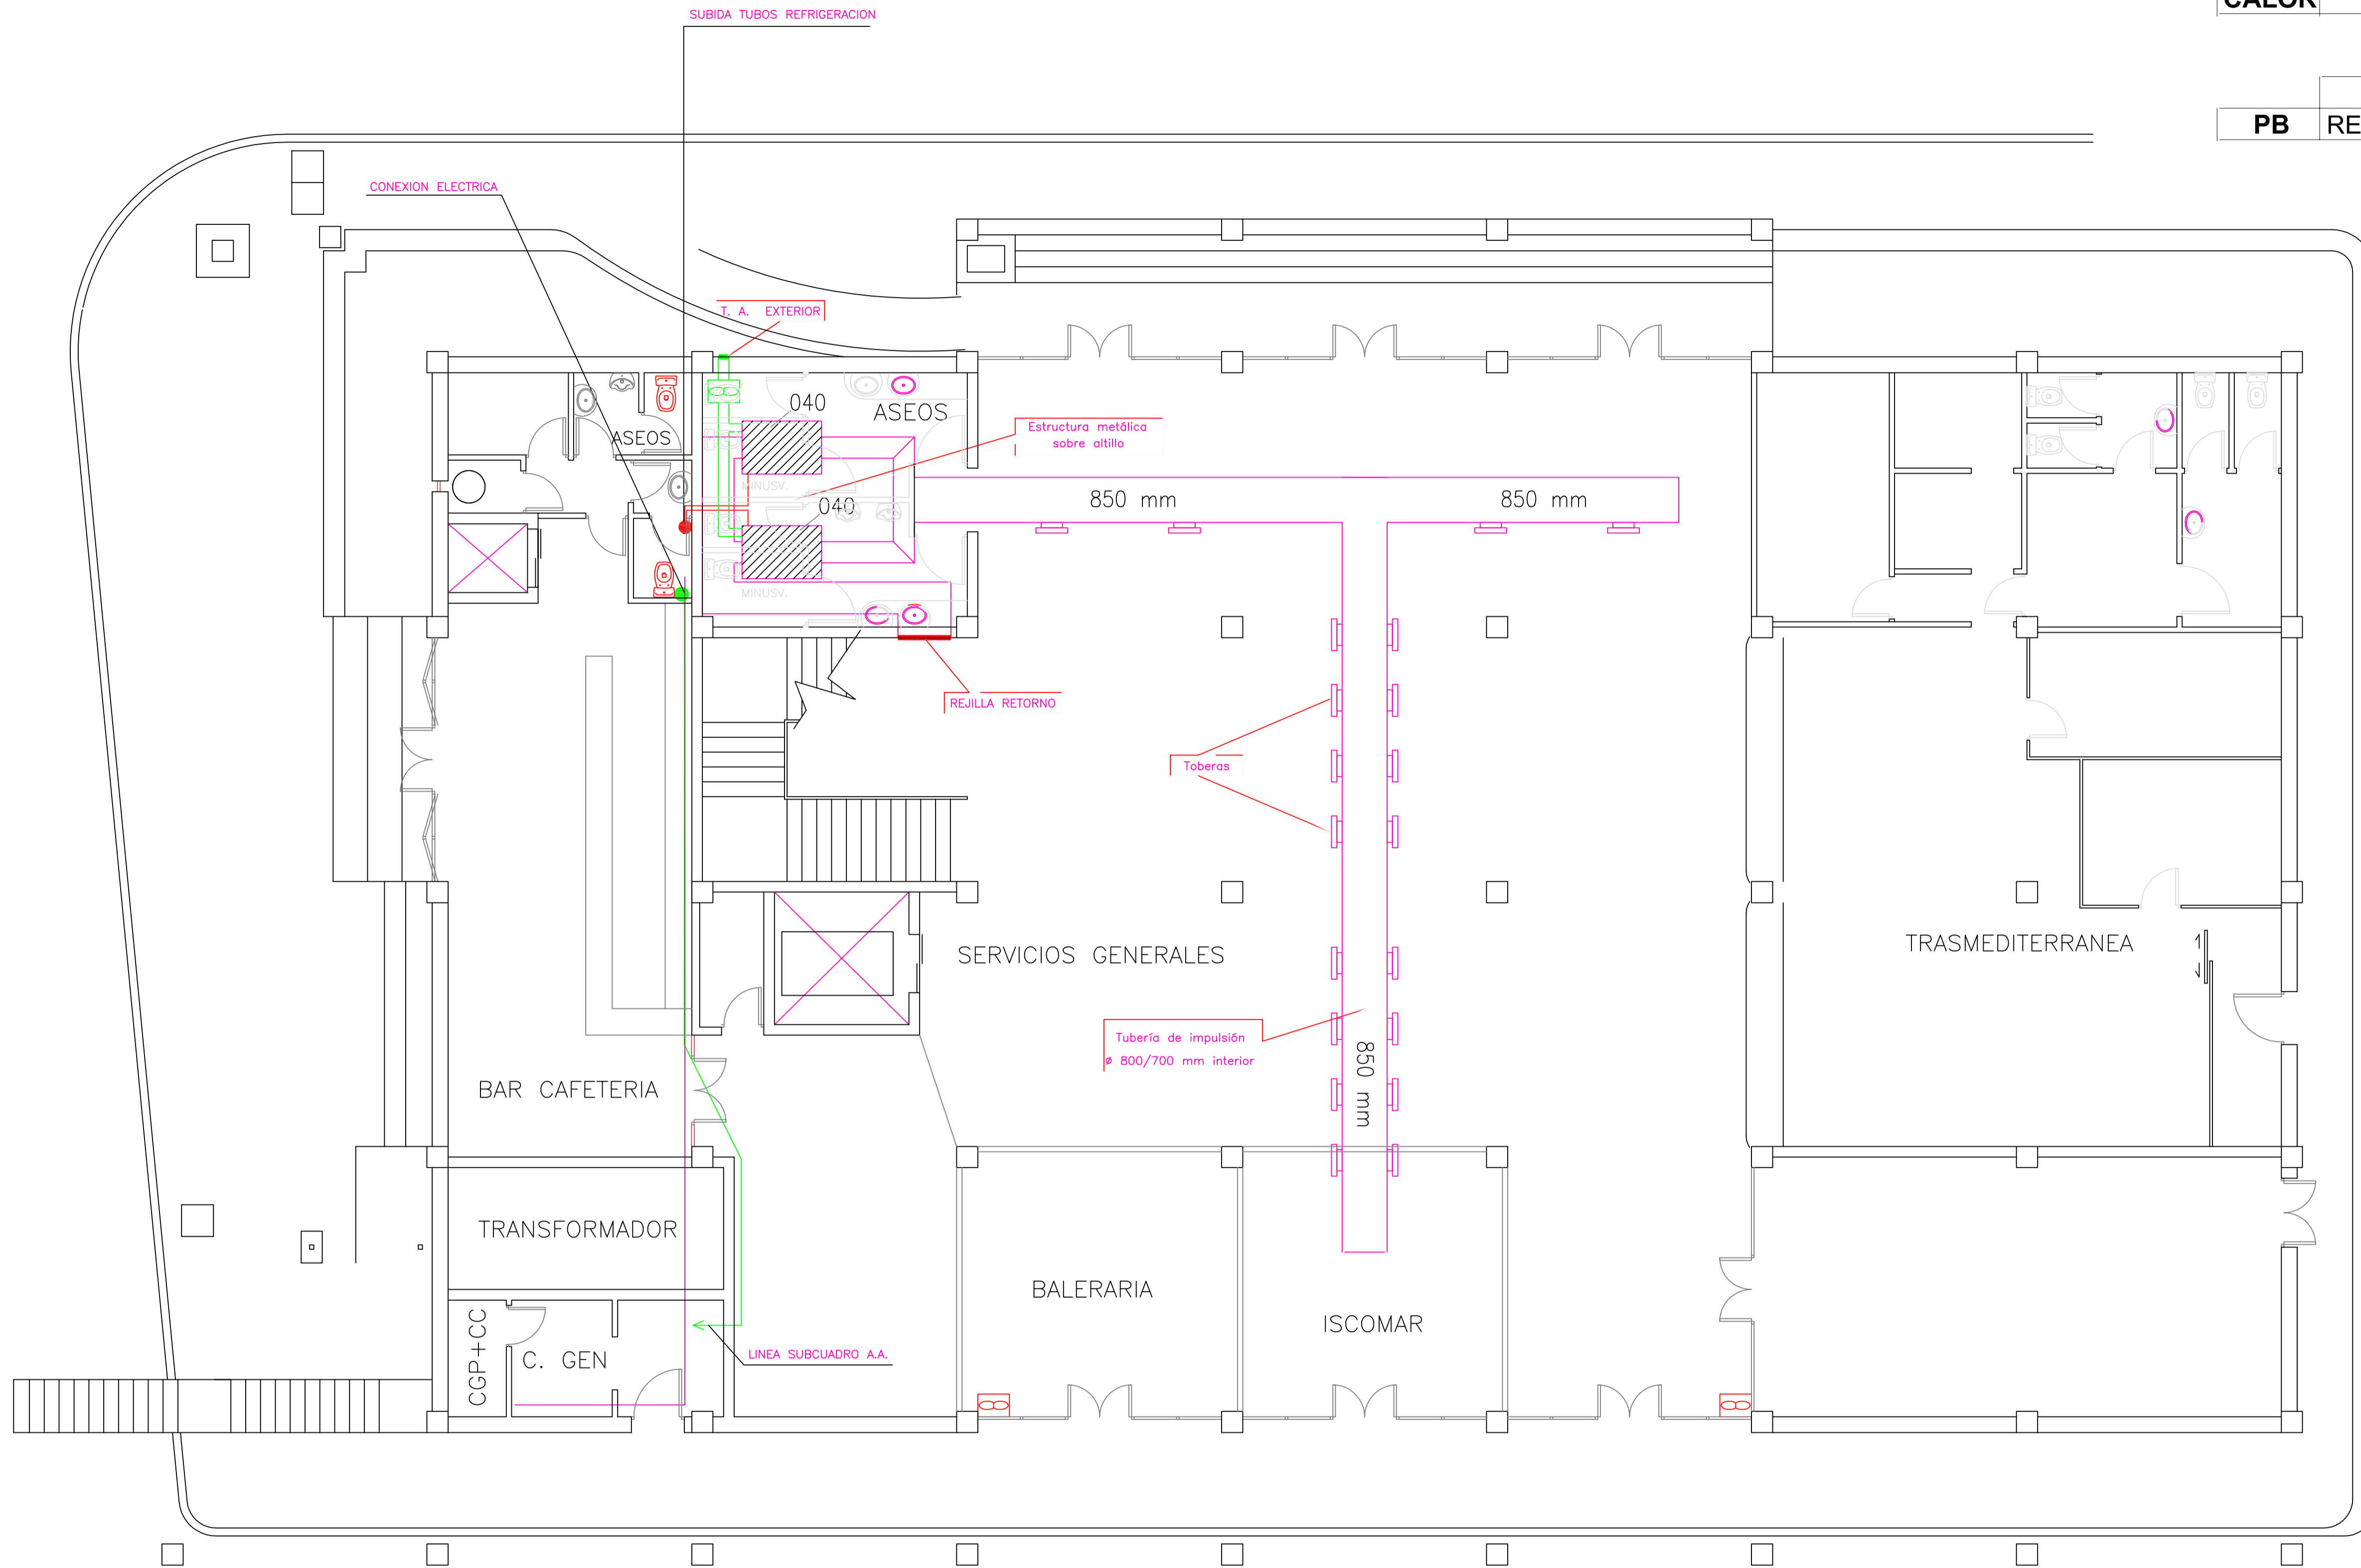 SUBIDA TUBOS REFRIGERACION
CALOR
PB RE
CONEXION ELECTRICA
T. A. EXTERIOR
040
ASEOS
Estructura metálica
sobre altillo
ASEOS
MINUSV.
040
850 mm
850 mm
MINUSV.
REJILLA RETORNO
Toberas
SERVICIOS GENERALES
TRASMEDITERRANEA
Tubería de impulsión
ø 800/700 mm interior
850 mm
BAR CAFETERIA
TRANSFORMADOR
BALERARIA
ISCOMAR
CGP+CC
C. GEN
LINEA SUBCUADRO A.A.